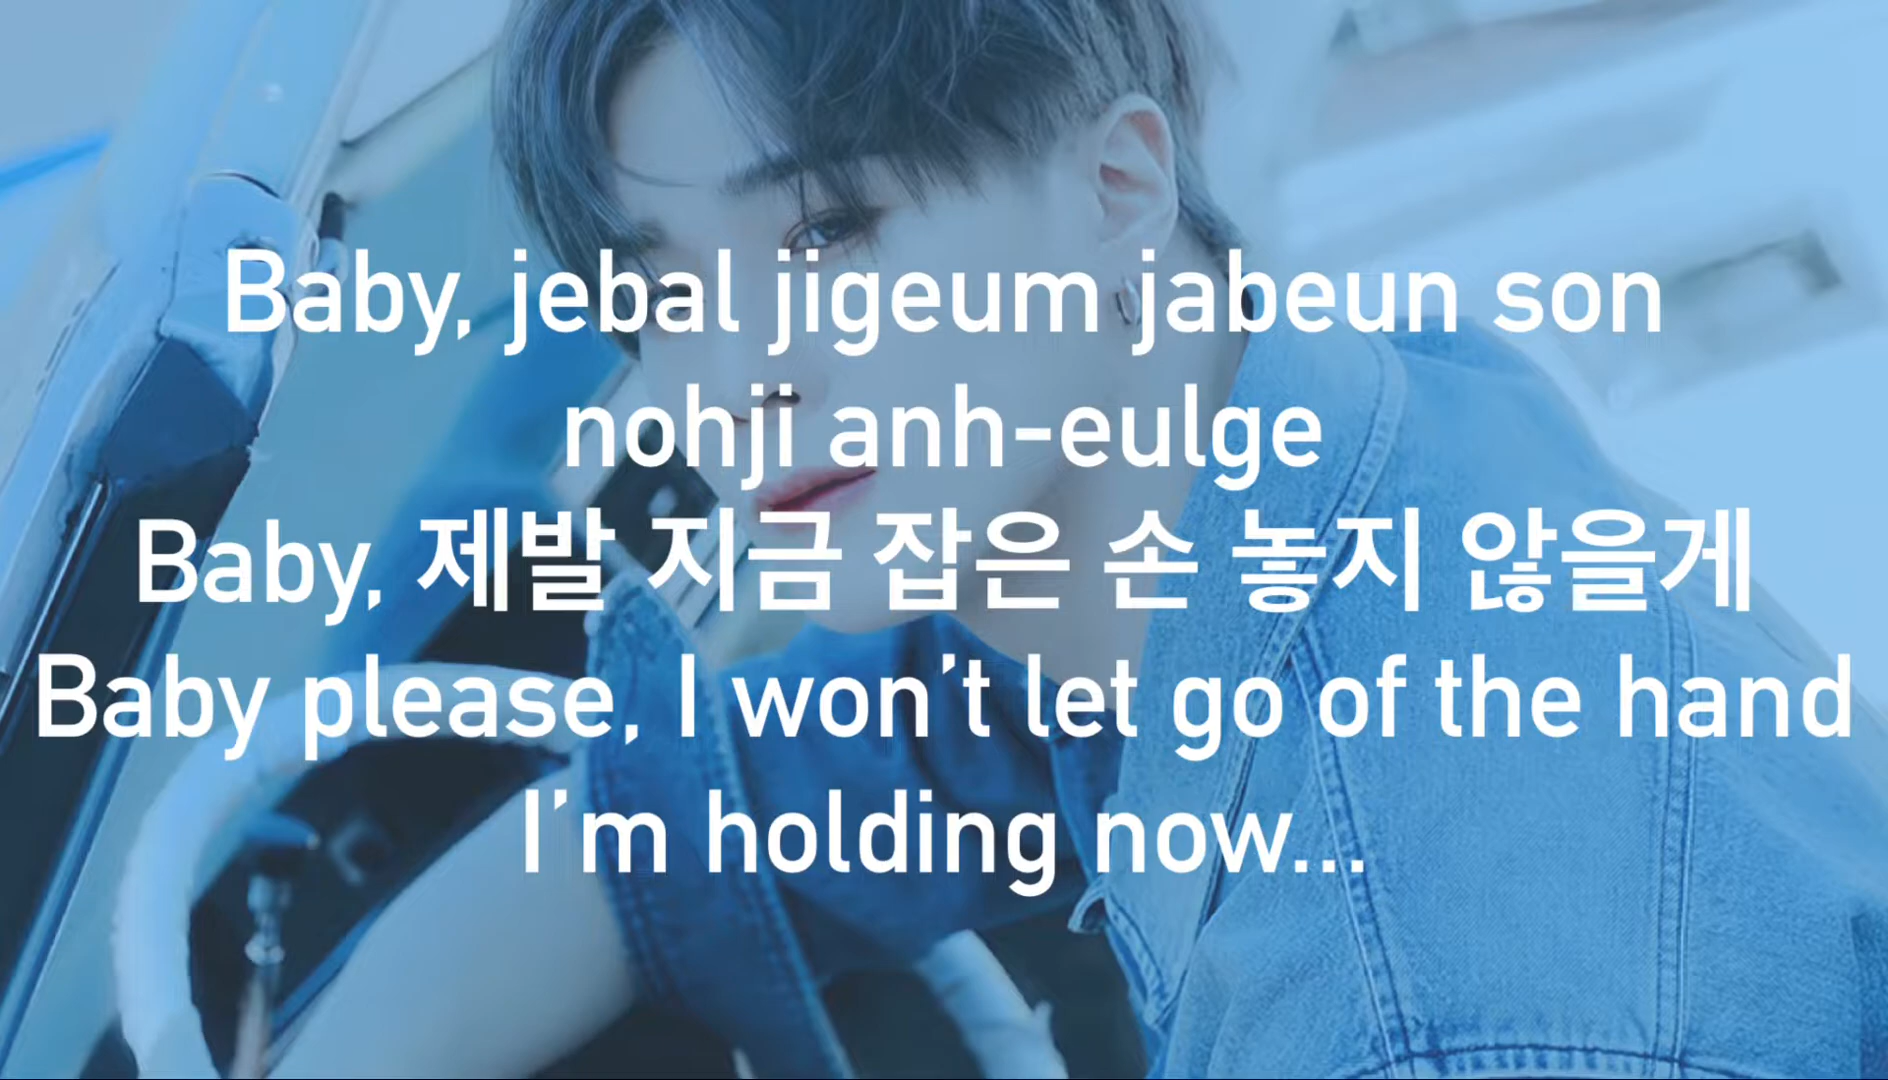 Baby, jebal jigeum jabeun son
nohji anh-eulge
Baby, 제발 지금 잡은 손 놓지 않을게
Baby please, I won’t let go of the hand
I’m holding now...